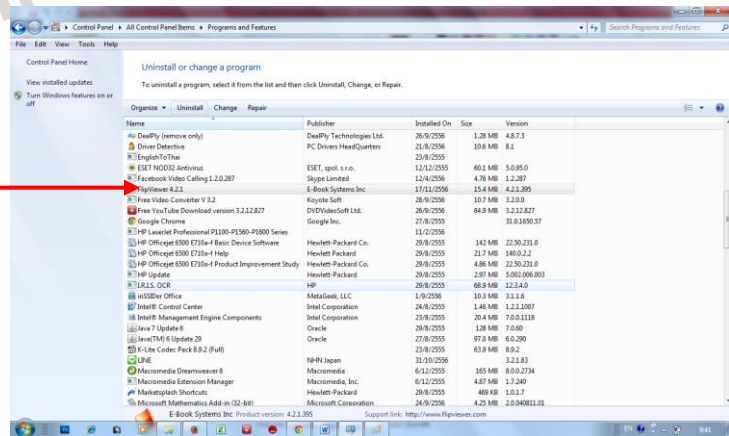 Control Panel ▸ All Control Panel Items ▸ Programs and Features
Search Programs and Features
File Edit View Tools Help
Control Panel Home
View installed updates
Turn Windows features on or
off
Uninstall or change a program
To uninstall a program, select it from the list and then click Uninstall, Change, or Repair.
Organize Uninstall Change Repair
Name Publisher Installed On Size Version
DealPly (remove only) DealPly Technologies Ltd. 26/9/2556 1.28 MB 4.8.7.3
Driver Detective PC Drivers HeadQuarters 21/8/2556 10.6 MB 8.1
EnglishToThai 23/8/2555
ESET NOD32 Antivirus ESET, spol. s r.o. 12/12/2555 60.1 MB 5.0.95.0
Facebook Video Calling 1.2.0.287 Skype Limited 12/4/2556 4.76 MB 1.2.287
FlipViewer 4.2.1 E-Book Systems Inc 17/11/2556 15.4 MB 4.2.1.395
Free Video Converter V 3.2 Koyote Soft 28/9/2556 10.7 MB 3.2.0.0
Free YouTube Download version 3.2.12.827 DVDVideoSoft Ltd. 26/9/2556 84.9 MB 3.2.12.827
Google Chrome Google Inc. 27/8/2555 31.0.1650.57
HP LaserJet Professional P1100-P1560-P1600 Series 11/2/2556
HP Officejet 6500 E710a-f Basic Device Software Hewlett-Packard Co. 29/8/2555 142 MB 22.50.231.0
HP Officejet 6500 E710a-f Help Hewlett Packard 29/8/2555 21.7 MB 140.0.2.2
HP Officejet 6500 E710a-f Product Improvement Study Hewlett-Packard Co. 29/8/2555 4.86 MB 22.50.231.0
HP Update Hewlett-Packard 29/8/2555 2.97 MB 5.002.006.003
I.R.I.S. OCR HP 29/8/2555 68.9 MB 12.3.4.0
inSSIDer Office MetaGeek, LLC 1/9/2556 10.3 MB 3.1.1.6
Intel® Control Center Intel Corporation 24/8/2555 1.46 MB 1.2.1.1007
Intel® Management Engine Components Intel Corporation 23/8/2555 20.4 MB 7.0.0.1118
Java 7 Update 6 Oracle 29/8/2555 128 MB 7.0.60
Java(TM) 6 Update 29 Oracle 27/8/2555 97.0 MB 6.0.290
K-Lite Codec Pack 8.9.2 (Full) 23/8/2555 63.9 MB 8.9.2
LINE NHN Japan 31/10/2556 3.2.1.83
Macromedia Dreamweaver 8 Macromedia 6/12/2555 165 MB 8.0.0.2734
Macromedia Extension Manager Macromedia, Inc. 6/12/2555 4.87 MB 1.7.240
Marketsplash Shortcuts Hewlett-Packard 29/8/2555 469 KB 1.0.1.7
Microsoft Mathematics Add-in (32-bit) Microsoft Corporation 24/9/2556 4.25 MB 2.0.040811.01
E-Book Systems Inc Product version: 4.2.1.395 Support link: http://www.flipviewer.com
EN 9:41